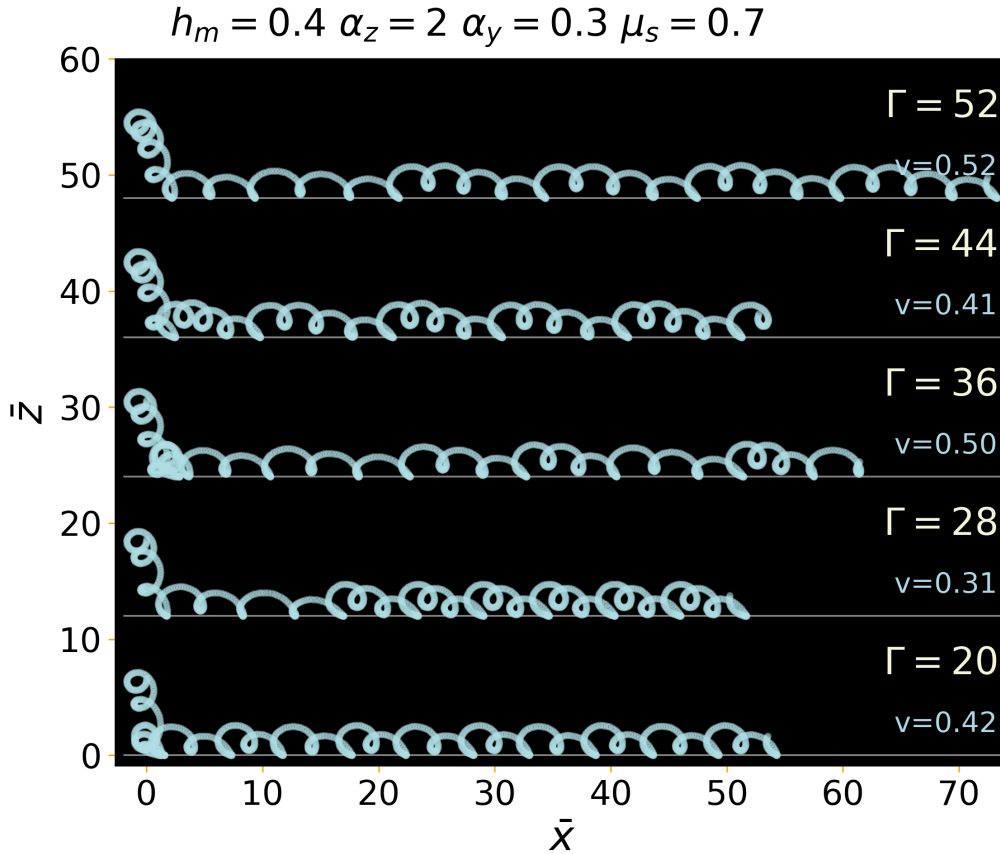 h_m = 0.4 α_z = 2 α_y = 0.3 μ_s = 0.7
60
Γ = 52
v=0.52
50
Γ = 44
v=0.41
40
Γ = 36
v=0.50
30
Γ = 28
v=0.31
20
Γ = 20
v=0.42
10
0
z̄
0 10 20 30 40 50 60 70
x̄